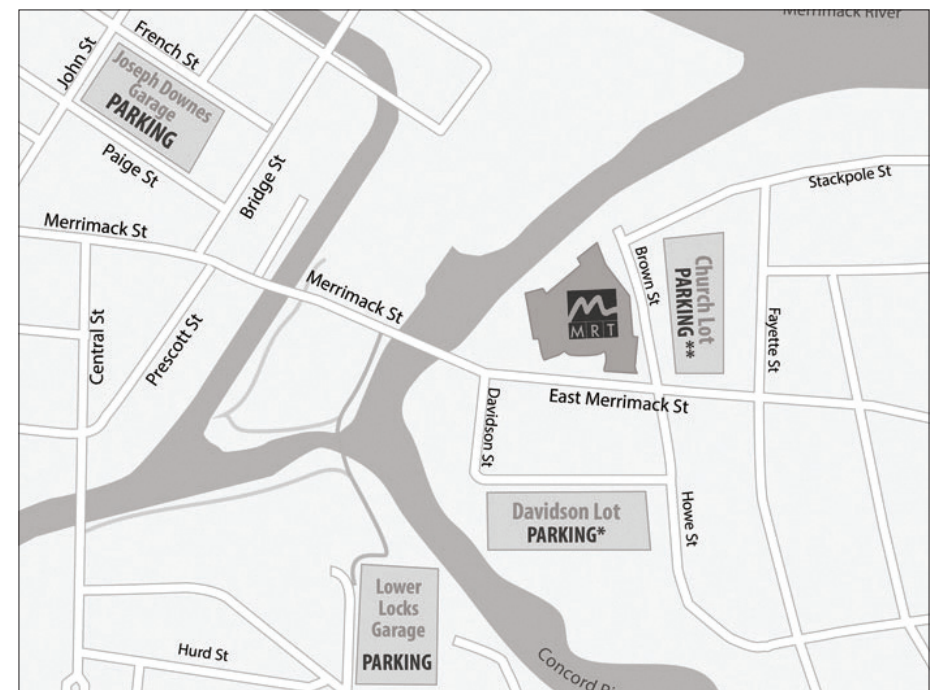 Merrimack River
French St
John St
Joseph Downes
Garage
PARKING
Paige St
Bridge St
Stackpole St
Merrimack St
Merrimack St
Brown St
Church Lot
PARKING **
MRT
Central St
Prescott St
Fayette St
East Merrimack St
Davidson St
Davidson Lot
PARKING*
Howe St
Lower
Locks
Garage
PARKING
Hurd St
Concord